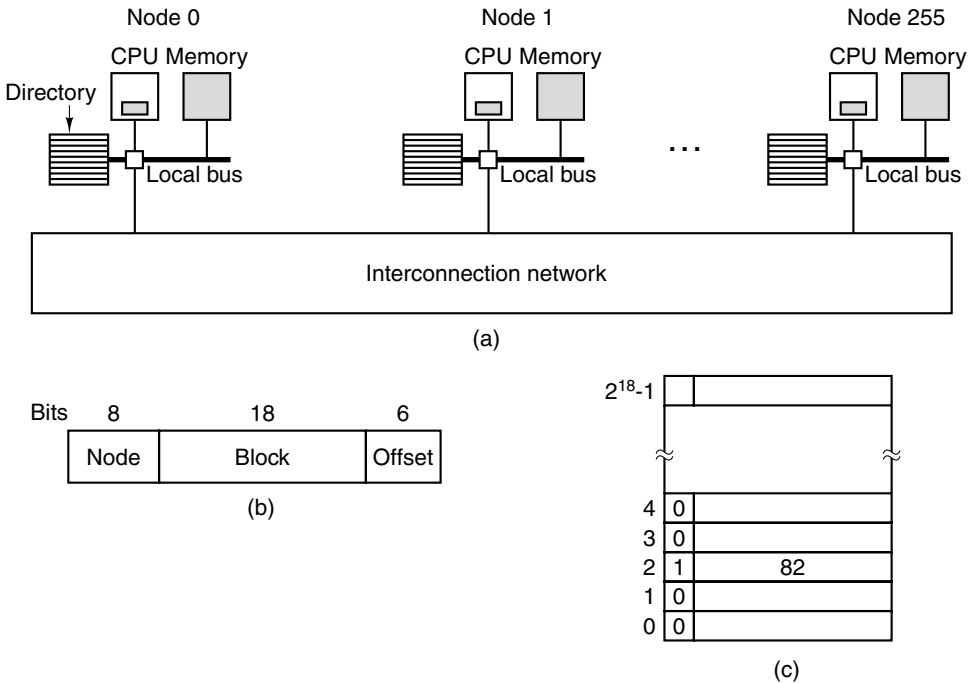 Node 0
Node 1
Node 255
CPU Memory
CPU Memory
CPU Memory
Directory
Local bus
Local bus
...
Local bus
Interconnection network
(a)
Bits 8 18 6
Node Block Offset
(b)
2^18-1
4 0
3 0
2 1 82
1 0
0 0
(c)